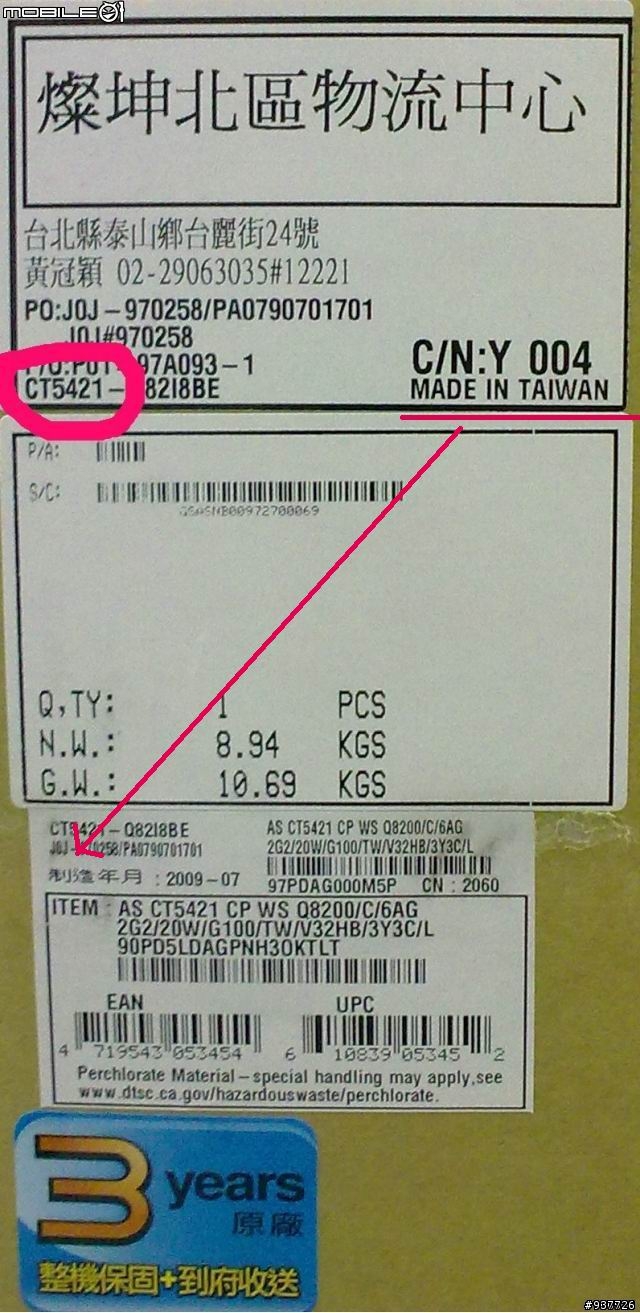 MOBILE01
燦坤北區物流中心
台北縣泰山鄉台麗街24號
黃冠穎 02-29063035#12221
PO:J0J-970258/PA0790701701
J0J#970258
97A093-1
CT5421-Q82I8BE
C/N:Y 004
MADE IN TAIWAN
P/A:
S/C:
Q,TY: 1 PCS
N.W.: 8.94 KGS
G.W.: 10.69 KGS
CT5421-Q82I8BE
AS CT5421 CP WS Q8200/C/6AG
2G2/20W/G100/TW/V32HB/3Y3C/L
制造年月:2009-07
97PDAG000M5P CN:2060
ITEM: AS CT5421 CP WS Q8200/C/6AG
2G2/20W/G100/TW/V32HB/3Y3C/L
90PD5LDAGPNH3OKTLT
EAN
UPC
4 719543 053454
6 10839 05345 2
Perchlorate Material-special handling may apply,see
www.dtsc.ca.gov/hazardouswaste/perchlorate.
3 years
原廠
整機保固+到府收送
#987726